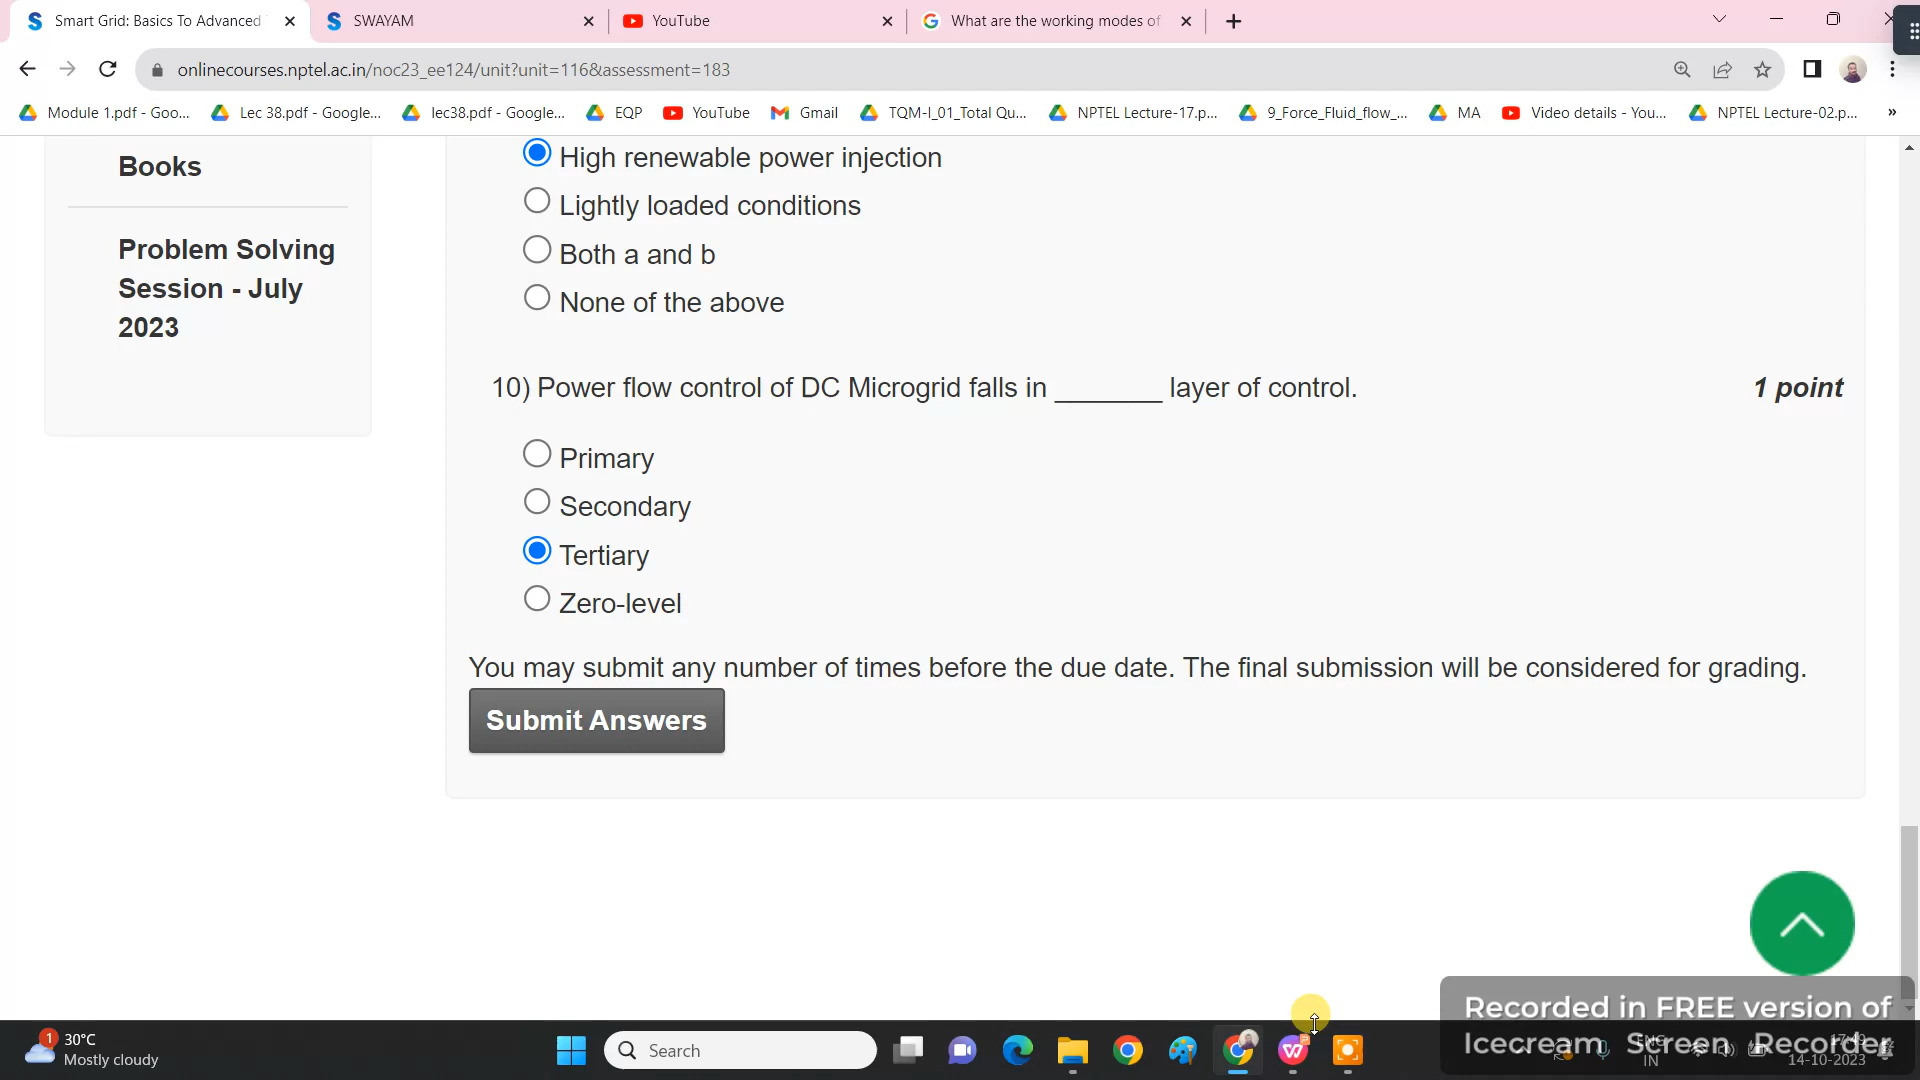 Smart Grid: Basics To Advanced
SWAYAM
YouTube
What are the working modes of
onlinecourses.nptel.ac.in/noc23_ee124/unit?unit=116&assessment=183
Module 1.pdf - Goo...
Lec 38.pdf - Google...
lec38.pdf - Google...
EQP
YouTube
Gmail
TQM-I_01_Total Qu...
NPTEL Lecture-17.p...
9_Force_Fluid_flow_...
MA
Video details - You...
NPTEL Lecture-02.p...
»
Books
Problem Solving
Session - July
2023
High renewable power injection
Lightly loaded conditions
Both a and b
None of the above
10) Power flow control of DC Microgrid falls in _______ layer of control.
1 point
Primary
Secondary
Tertiary
Zero-level
You may submit any number of times before the due date. The final submission will be considered for grading.
Submit Answers
Recorded in FREE version of
Icecream Screen Recorder
1
30°C
Mostly cloudy
Search
ENG
IN
14-10-2023